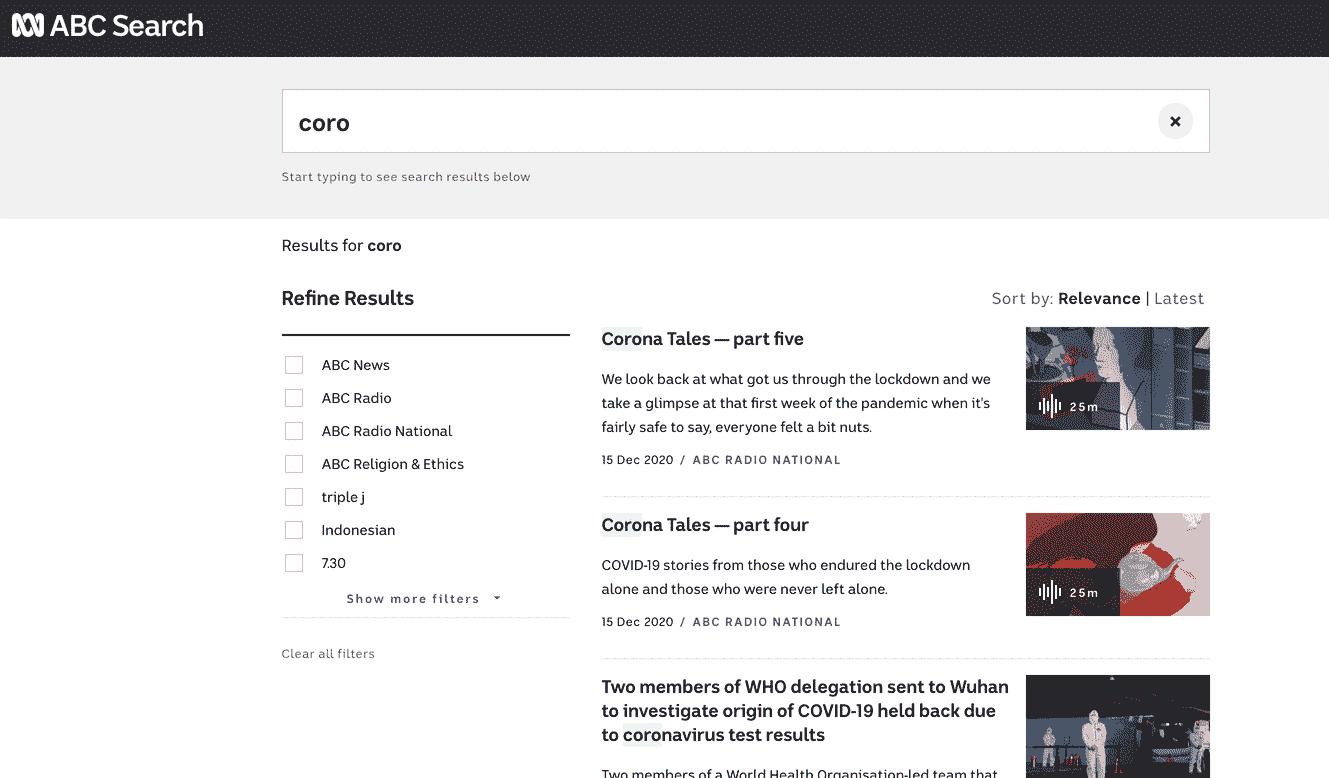 ABC Search
coro
Start typing to see search results below
Results for coro
Refine Results
Sort by: Relevance | Latest
ABC News
ABC Radio
ABC Radio National
ABC Religion & Ethics
triple j
Indonesian
7.30
Show more filters
Clear all filters
Corona Tales — part five
We look back at what got us through the lockdown and we
take a glimpse at that first week of the pandemic when it's
fairly safe to say, everyone felt a bit nuts.
15 Dec 2020 / ABC RADIO NATIONAL
25m
Corona Tales — part four
COVID-19 stories from those who endured the lockdown
alone and those who were never left alone.
15 Dec 2020 / ABC RADIO NATIONAL
25m
Two members of WHO delegation sent to Wuhan
to investigate origin of COVID-19 held back due
to coronavirus test results
Two members of a World Health Organisation-led team that